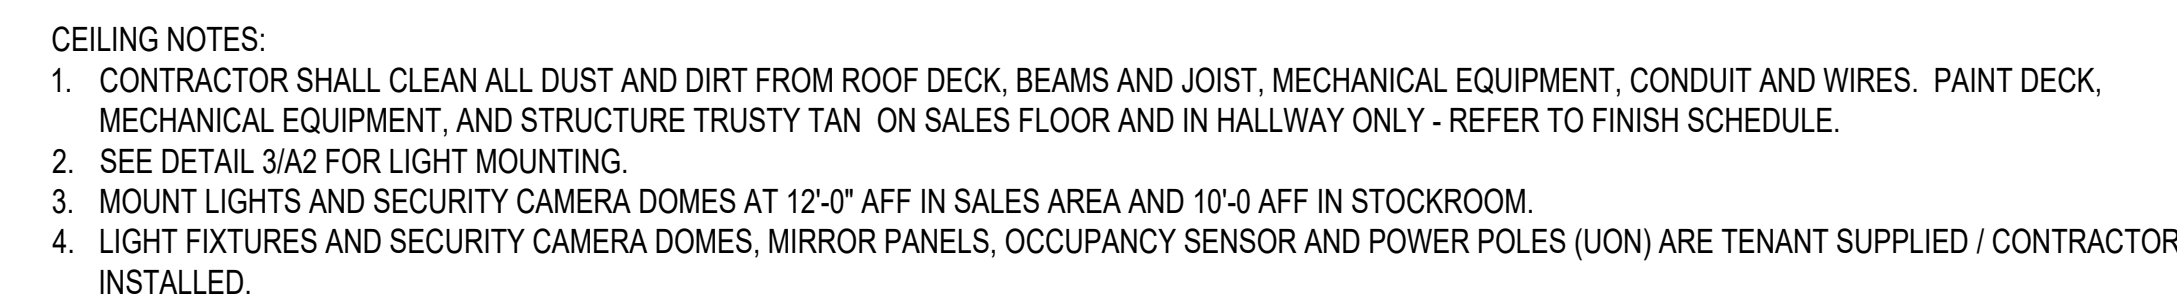 CEILING NOTES:
1. CONTRACTOR SHALL CLEAN ALL DUST AND DIRT FROM ROOF DECK, BEAMS AND JOIST, MECHANICAL EQUIPMENT, CONDUIT AND WIRES.  PAINT DECK,
MECHANICAL EQUIPMENT, AND STRUCTURE TRUSTY TAN  ON SALES FLOOR AND IN HALLWAY ONLY - REFER TO FINISH SCHEDULE.
2. SEE DETAIL 3/A2 FOR LIGHT MOUNTING.
3. MOUNT LIGHTS AND SECURITY CAMERA DOMES AT 12'-0" AFF IN SALES AREA AND 10'-0 AFF IN STOCKROOM.
4. LIGHT FIXTURES AND SECURITY CAMERA DOMES, MIRROR PANELS, OCCUPANCY SENSOR AND POWER POLES (UON) ARE TENANT SUPPLIED / CONTRACTOR
INSTALLED.